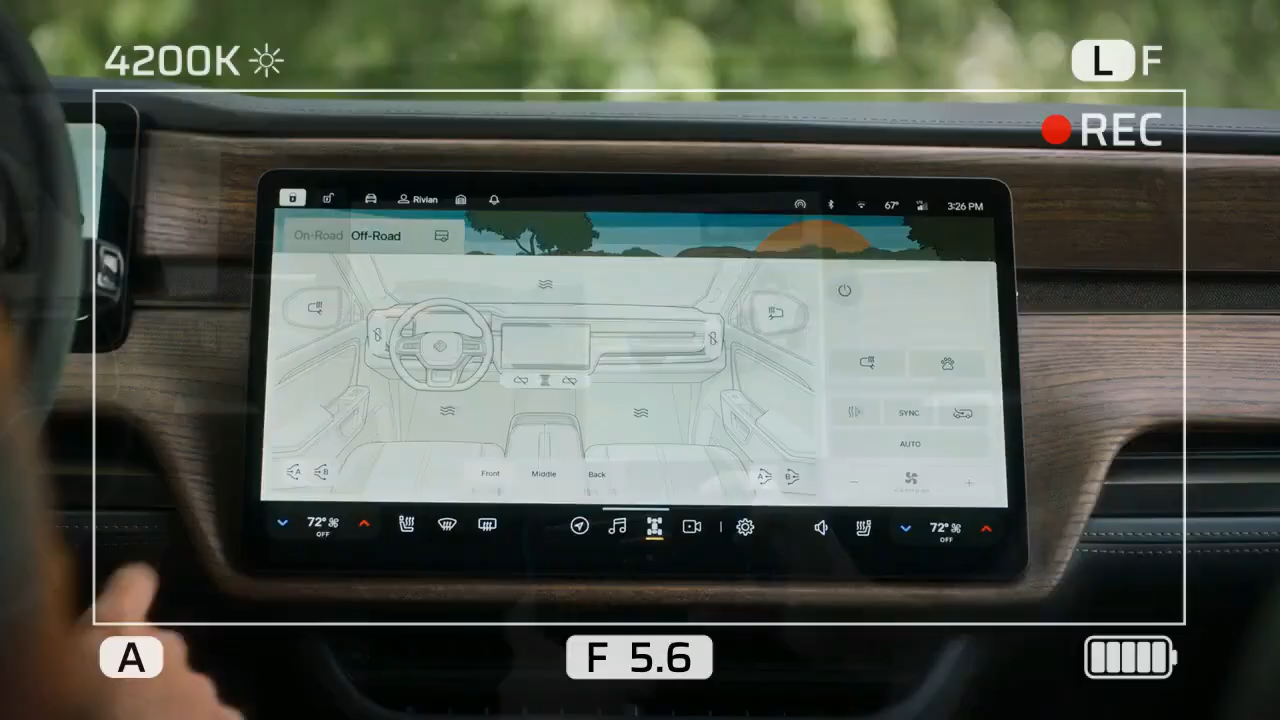 4200K
L F
REC
Rivian
67°
LTE
3:26 PM
On-Road Off-Road
SYNC
AUTO
A B
Front Middle Back
A B
72° OFF
72° OFF
A
F 5.6